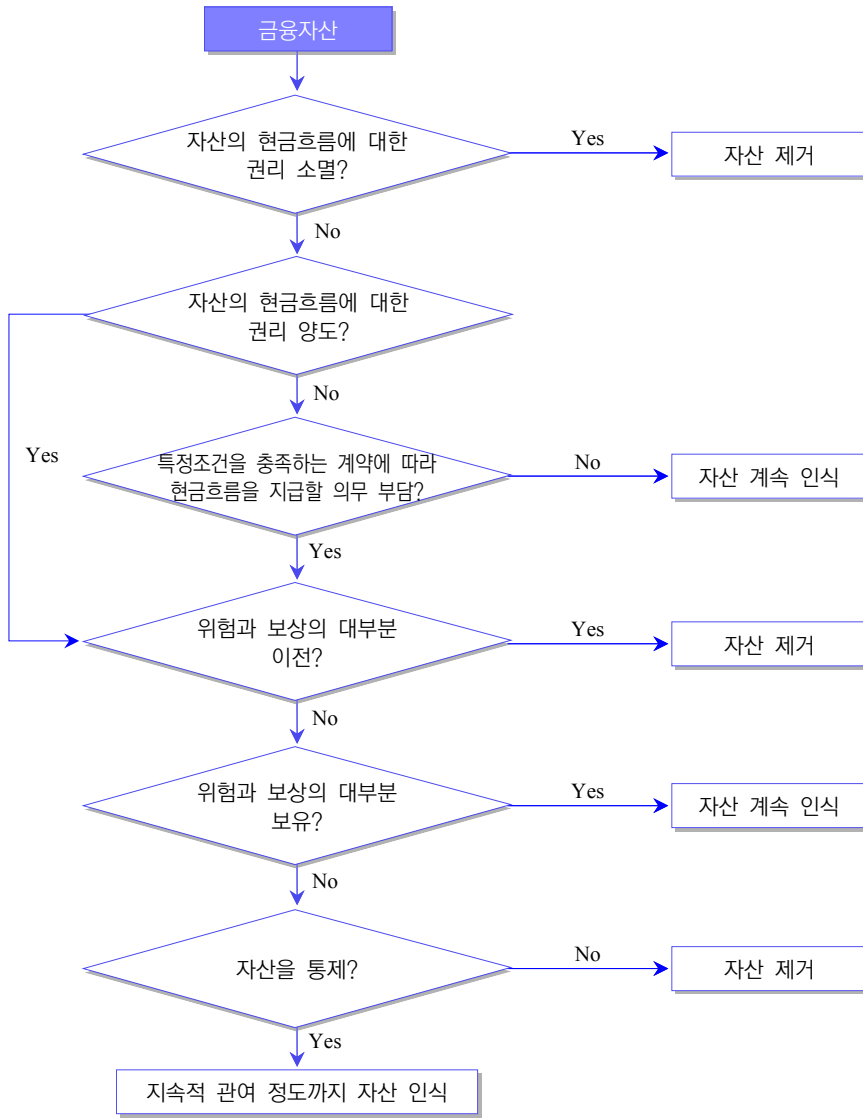 금융자산
자산의 현금흐름에 대한
권리 소멸?
Yes
자산 제거
No
자산의 현금흐름에 대한
권리 양도?
No
Yes
특정조건을 충족하는 계약에 따라
현금흐름을 지급할 의무 부담?
No
자산 계속 인식
Yes
위험과 보상의 대부분
이전?
Yes
자산 제거
No
위험과 보상의 대부분
보유?
Yes
자산 계속 인식
No
자산을 통제?
No
자산 제거
Yes
지속적 관여 정도까지 자산 인식